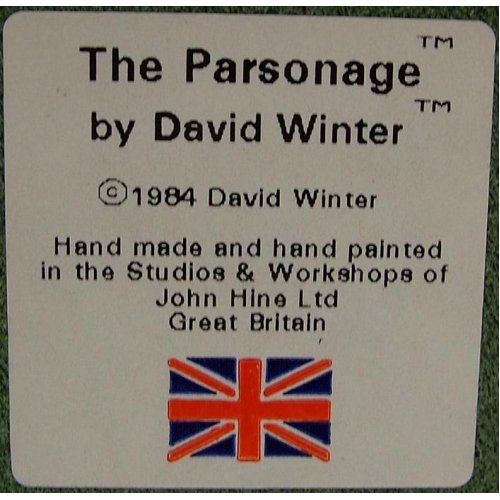 The Parsonage™
by David Winter™
©1984 David Winter
Hand made and hand painted
in the Studios & Workshops of
John Hine Ltd
Great Britain